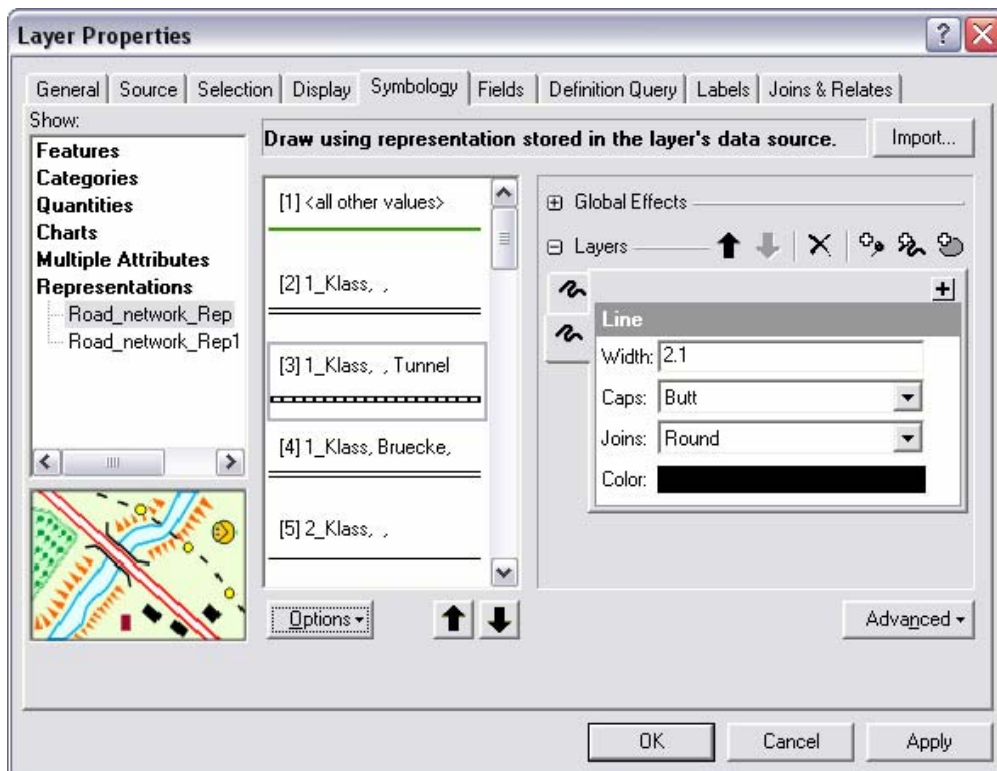 Layer Properties
General Source Selection Display Symbology Fields Definition Query Labels Joins & Relates
Show:
Features
Categories
Quantities
Charts
Multiple Attributes
Representations
Road_network_Rep
Road_network_Rep1
Draw using representation stored in the layer's data source.
Import...
[1] <all other values>
[2] 1_Klass, ,
[3] 1_Klass, , Tunnel
[4] 1_Klass, Bruecke,
[5] 2_Klass, ,
Options
Global Effects
Layers
Line
Width: 2.1
Caps: Butt
Joins: Round
Color:
Advanced
OK Cancel Apply